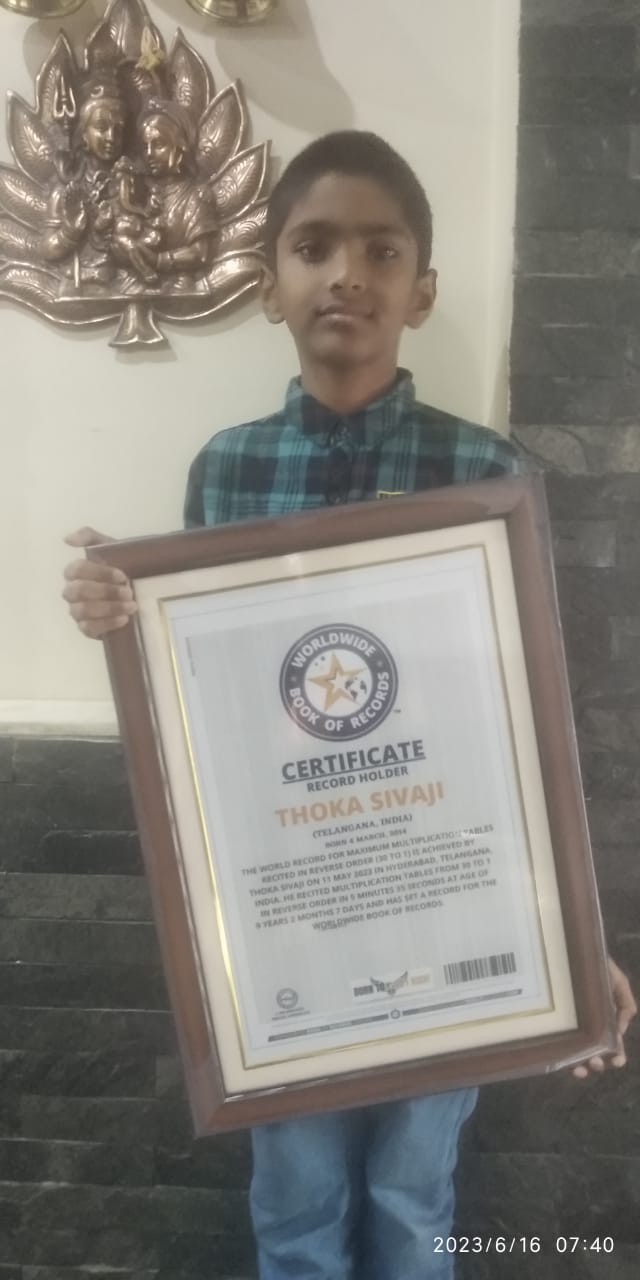 WORLDWIDE
BOOK OF RECORDS
CERTIFICATE
RECORD HOLDER
THOKA SIVAJI
(TELANGANA, INDIA)
BORN 4 MARCH, 2014
THE WORLD RECORD FOR MAXIMUM MULTIPLICATION TABLES
RECITED IN REVERSE ORDER (30 TO 1) IS ACHIEVED BY
THOKA SIVAJI ON 11 MAY 2023 IN HYDERABAD, TELANGANA,
INDIA. HE RECITED MULTIPLICATION TABLES FROM 30 TO 1
IN REVERSE ORDER IN 5 MINUTES 35 SECONDS AT AGE OF
9 YEARS 2 MONTHS 7 DAYS AND HAS SET A RECORD FOR THE
WORLDWIDE BOOK OF RECORDS.
BORN TO
2023/6/16 07:40